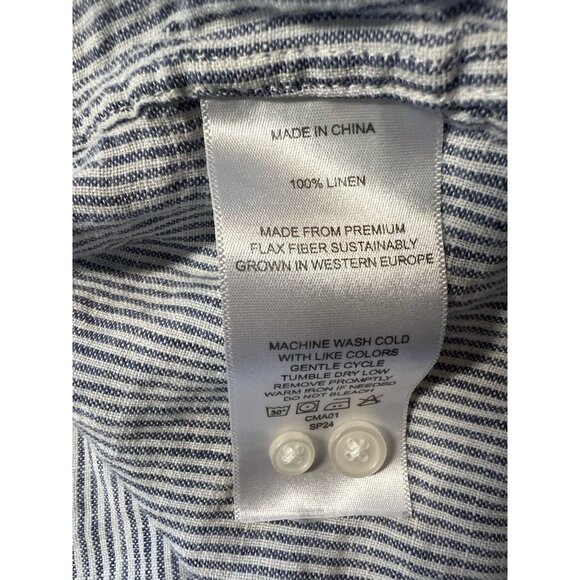 MADE IN CHINA
100% LINEN
MADE FROM PREMIUM
FLAX FIBER SUSTAINABLY
GROWN IN WESTERN EUROPE
MACHINE WASH COLD
WITH LIKE COLORS
GENTLE CYCLE
TUMBLE DRY LOW
REMOVE PROMPTLY
WARM IRON IF NEEDED
DO NOT BLEACH
30°
CMA01
SP24